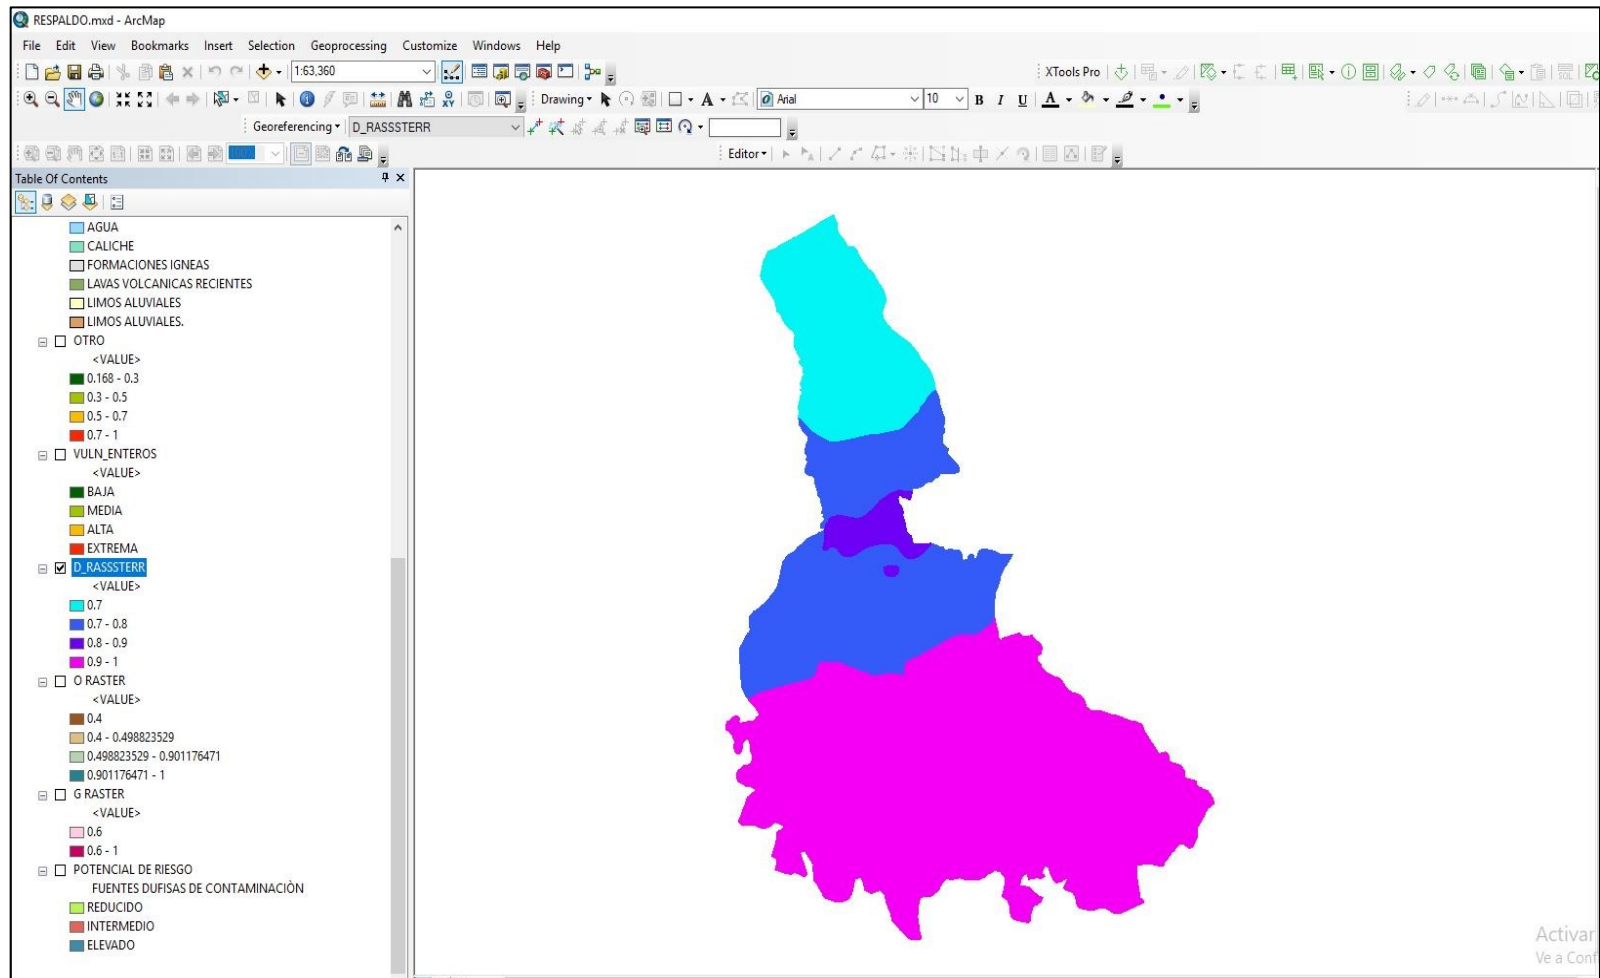 RESPALDO.mxd - ArcMap
File Edit View Bookmarks Insert Selection Geoprocessing Customize Windows Help
1:63,360
XTools Pro
Drawing
Arial
10
B I U A
Georeferencing
D_RASSSTERR
Editor
Table Of Contents
AGUA
CALICHE
FORMACIONES IGNEAS
LAVAS VOLCANICAS RECIENTES
LIMOS ALUVIALES
LIMOS ALUVIALES.
OTRO
<VALUE>
0.168 - 0.3
0.3 - 0.5
0.5 - 0.7
0.7 - 1
VULN_ENTEROS
<VALUE>
BAJA
MEDIA
ALTA
EXTREMA
D_RASSSTERR
<VALUE>
0.7
0.7 - 0.8
0.8 - 0.9
0.9 - 1
O RASTER
<VALUE>
0.4
0.4 - 0.498823529
0.498823529 - 0.901176471
0.901176471 - 1
G RASTER
<VALUE>
0.6
0.6 - 1
POTENCIAL DE RIESGO
FUENTES DUFISAS DE CONTAMINACIÒN
REDUCIDO
INTERMEDIO
ELEVADO
Activar
Ve a Conf